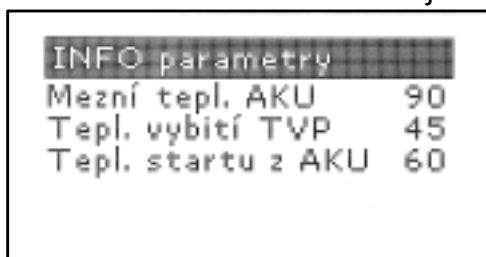 INFO parametry
Mezní tepl. AKU 90
Tepl. vybití TVP 45
Tepl. startu z AKU 60